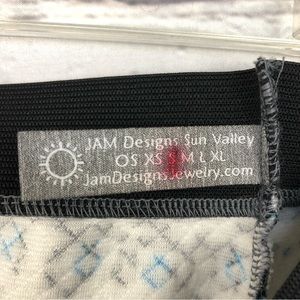 JAM Designs Sun Valley
OS XS S M L XL
JamDesignsJewelry.com